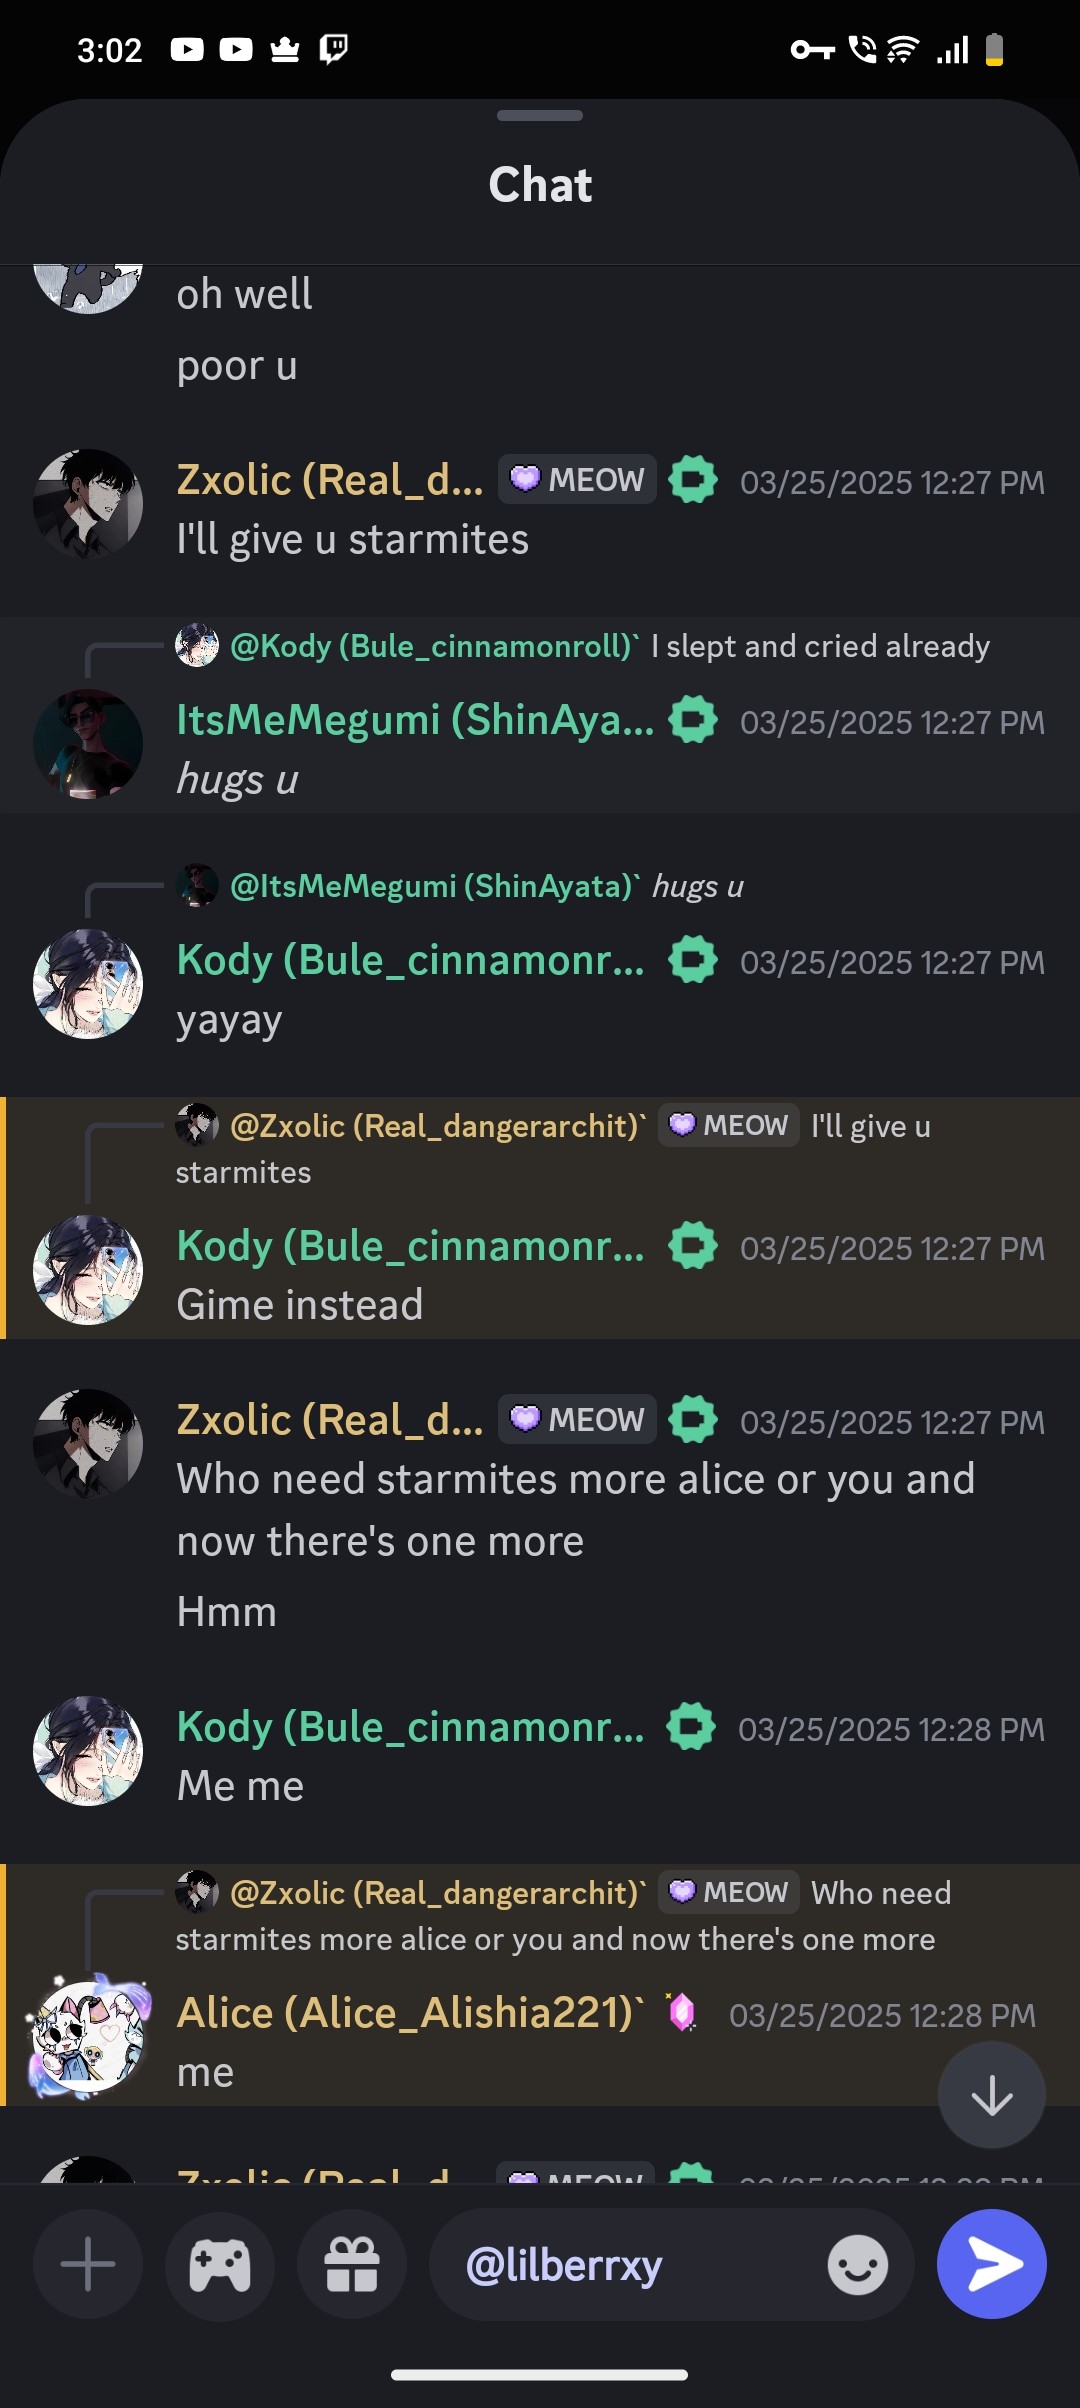 3:02
Chat
oh well
poor u
Zxolic (Real_d... MEOW 03/25/2025 12:27 PM
I'll give u starmites
@Kody (Bule_cinnamonroll)` I slept and cried already
ItsMeMegumi (ShinAya... 03/25/2025 12:27 PM
hugs u
@ItsMeMegumi (ShinAyata)` hugs u
Kody (Bule_cinnamonr... 03/25/2025 12:27 PM
yayay
@Zxolic (Real_dangerarchit)` MEOW I'll give u
starmites
Kody (Bule_cinnamonr... 03/25/2025 12:27 PM
Gime instead
Zxolic (Real_d... MEOW 03/25/2025 12:27 PM
Who need starmites more alice or you and
now there's one more
Hmm
Kody (Bule_cinnamonr... 03/25/2025 12:28 PM
Me me
@Zxolic (Real_dangerarchit)` MEOW Who need
starmites more alice or you and now there's one more
Alice (Alice_Alishia221)` 03/25/2025 12:28 PM
me
Zxolic (Real_d... MEOW
@lilberrxy